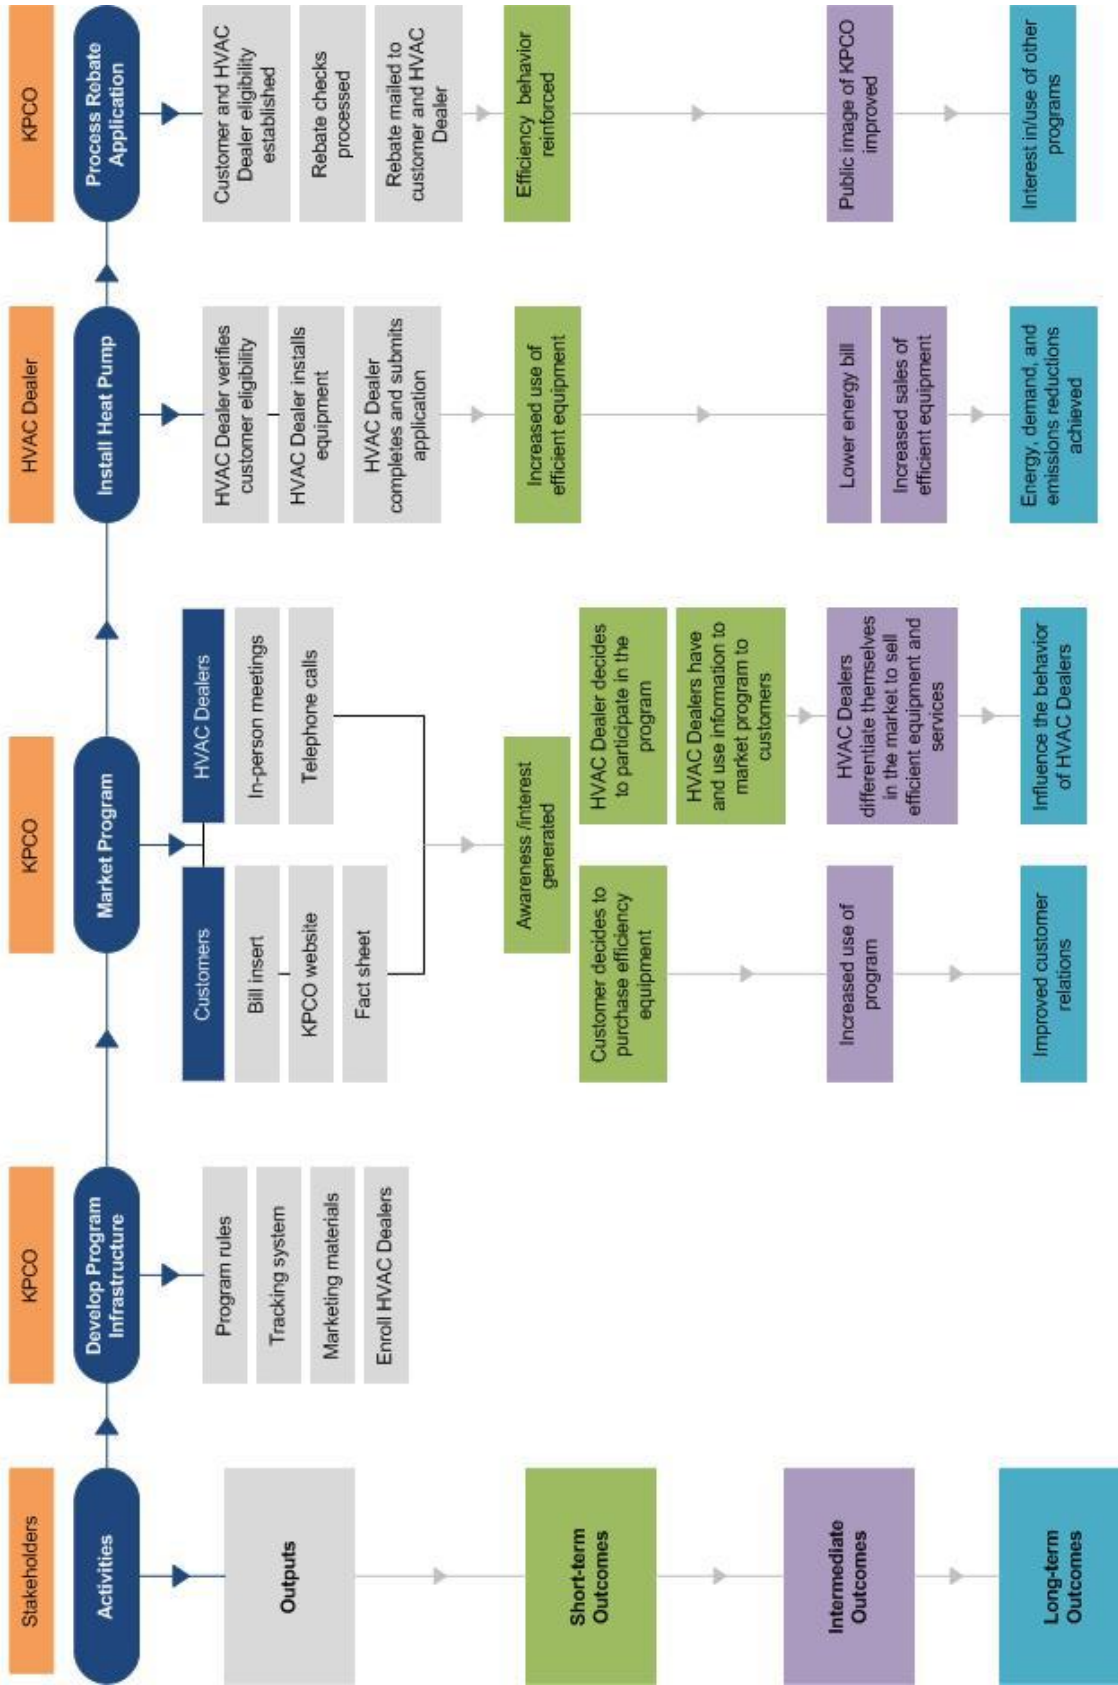 Stakeholders
KPCO
KPCO
HVAC Dealer
KPCO
Activities
Develop Program
Infrastructure
Market Program
Install Heat Pump
Process Rebate
Application
Outputs
Program rules
Tracking system
Marketing materials
Enroll HVAC Dealers
Customers
Bill insert
KPCO website
Fact sheet
HVAC Dealers
In-person meetings
Telephone calls
HVAC Dealer verifies
customer eligibility
HVAC Dealer installs
equipment
HVAC Dealer
completes and submits
application
Customer and HVAC
Dealer eligibility
established
Rebate checks
processed
Rebate mailed to
customer and HVAC
Dealer
Short-term
Outcomes
Awareness /interest
generated
Customer decides to
purchase efficiency
equipment
HVAC Dealer decides
to participate in the
program
HVAC Dealers have
and use information to
market program to
customers
Increased use of
efficient equipment
Efficiency behavior
reinforced
Intermediate
Outcomes
Increased use of
program
HVAC Dealers
differentiate themselves
in the market to sell
efficient equipment and
services
Lower energy bill
Increased sales of
efficient equipment
Public image of KPCO
improved
Long-term
Outcomes
Improved customer
relations
Influence the behavior
of HVAC Dealers
Energy, demand, and
emissions reductions
achieved
Interest in/use of other
programs